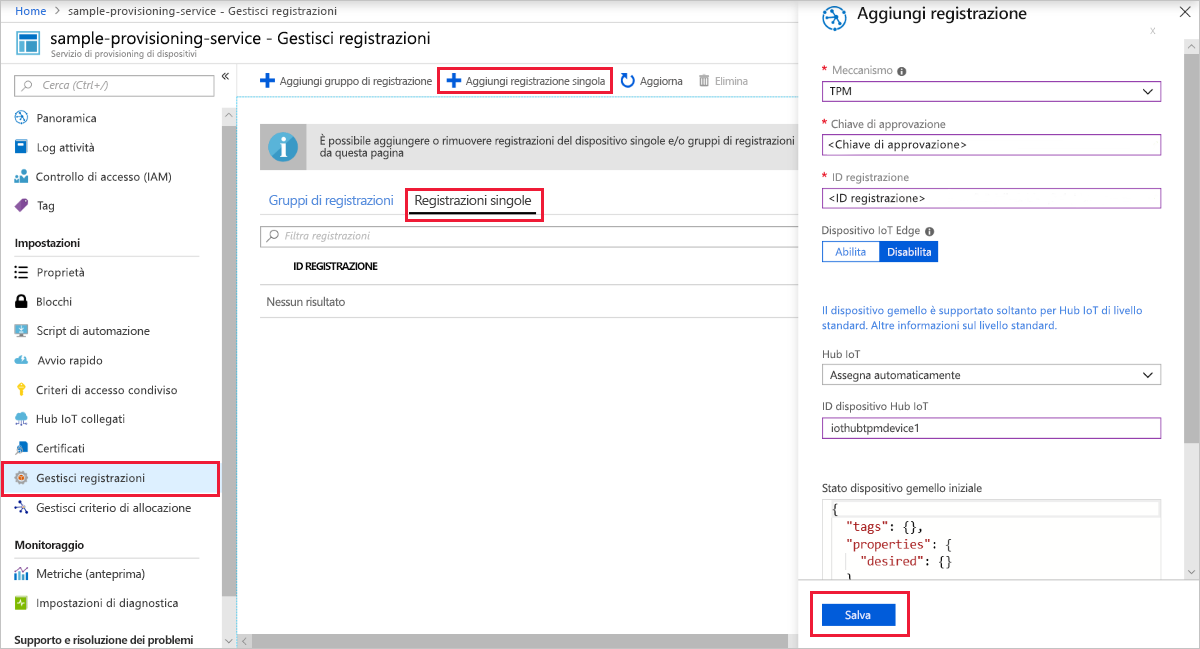 Home > sample-provisioning-service - Gestisci registrazioni
sample-provisioning-service - Gestisci registrazioni
Servizio di provisioning di dispositivi
Cerca (Ctrl+/)
«
Panoramica
Log attività
Controllo di accesso (IAM)
Tag
Impostazioni
Proprietà
Blocchi
Script di automazione
Avvio rapido
Criteri di accesso condiviso
Hub IoT collegati
Certificati
Gestisci registrazioni
Gestisci criterio di allocazione
Monitoraggio
Metriche (anteprima)
Impostazioni di diagnostica
Supporto e risoluzione dei problemi
Aggiungi gruppo di registrazione
Aggiungi registrazione singola
Aggiorna
Elimina
È possibile aggiungere o rimuovere registrazioni del dispositivo singole e/o gruppi di registrazioni
da questa pagina
Gruppi di registrazioni
Registrazioni singole
Filtra registrazioni
ID REGISTRAZIONE
Nessun risultato
Aggiungi registrazione
x
* Meccanismo
TPM
* Chiave di approvazione
<Chiave di approvazione>
* ID registrazione
<ID registrazione>
Dispositivo IoT Edge
Abilita Disabilita
Il dispositivo gemello è supportato soltanto per Hub IoT di livello
standard. Altre informazioni sul livello standard.
Hub IoT
Assegna automaticamente
ID dispositivo Hub IoT
iothubtpmdevice1
Stato dispositivo gemello iniziale
{
"tags": {},
"properties": {
"desired": {}
}
Salva